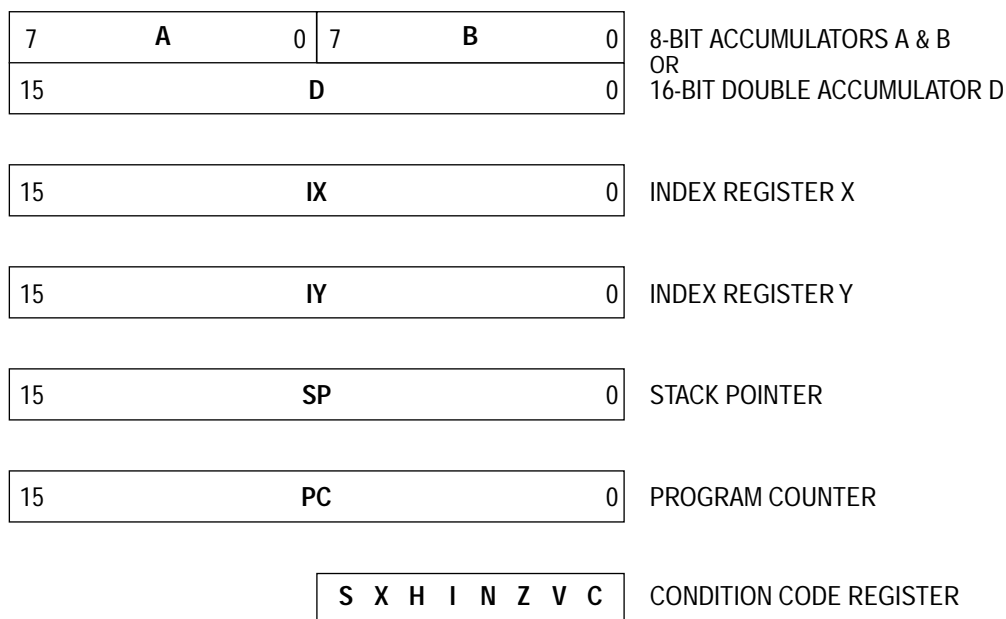 7 A 0 7 B 0 8-BIT ACCUMULATORS A & B
OR
15 D 0 16-BIT DOUBLE ACCUMULATOR D
15 IX 0 INDEX REGISTER X
15 IY 0 INDEX REGISTER Y
15 SP 0 STACK POINTER
15 PC 0 PROGRAM COUNTER
S X H I N Z V C CONDITION CODE REGISTER